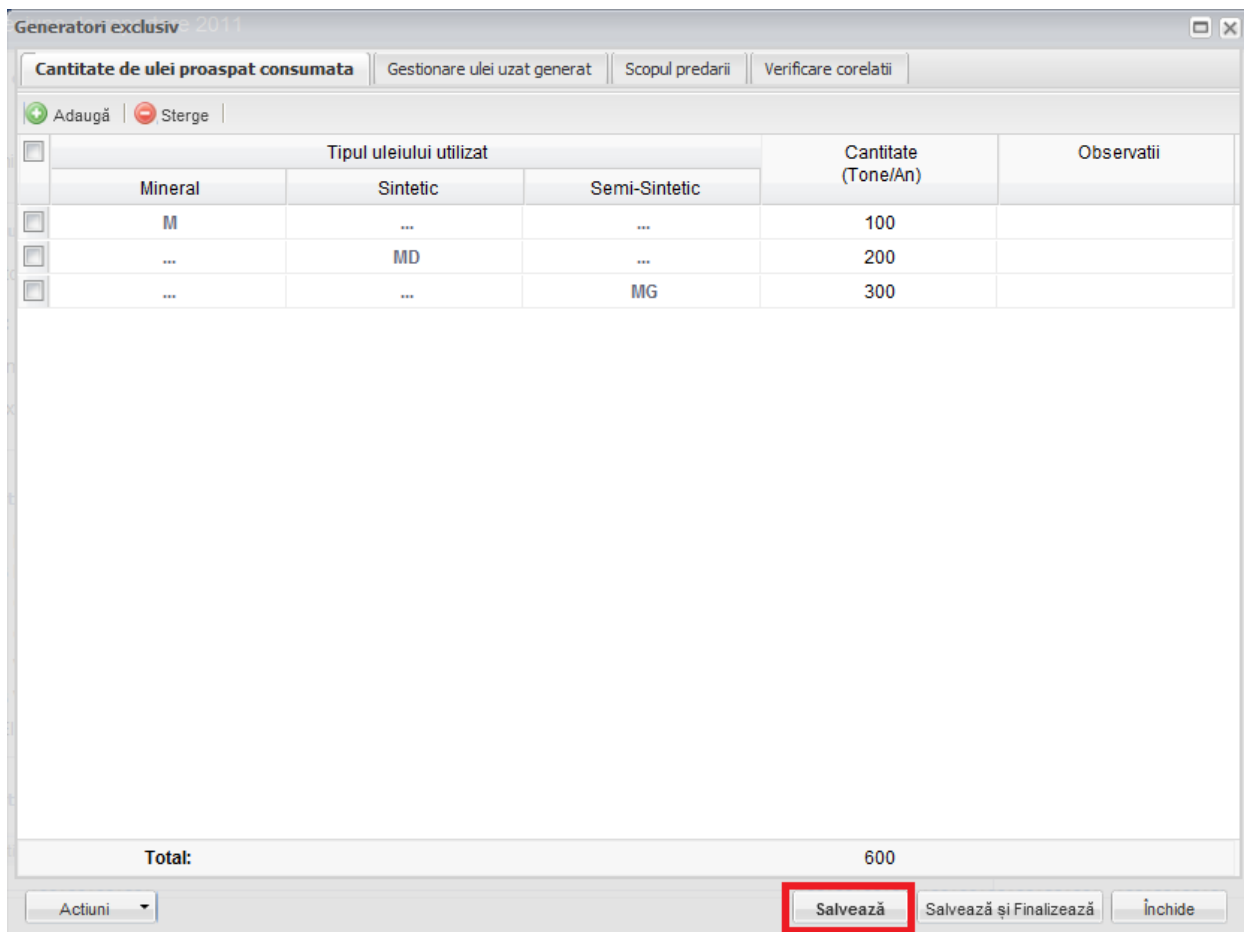 Generatori exclusiv 2011
Cantitate de ulei proaspat consumata Gestionare ulei uzat generat Scopul predarii Verificare corelatii
Adaugă Sterge
Tipul uleiului utilizat Cantitate (Tone/An) Observatii
Mineral Sintetic Semi-Sintetic
M ... ... 100
... MD ... 200
... ... MG 300
Total: 600
Actiuni Salvează Salvează și Finalizează Închide